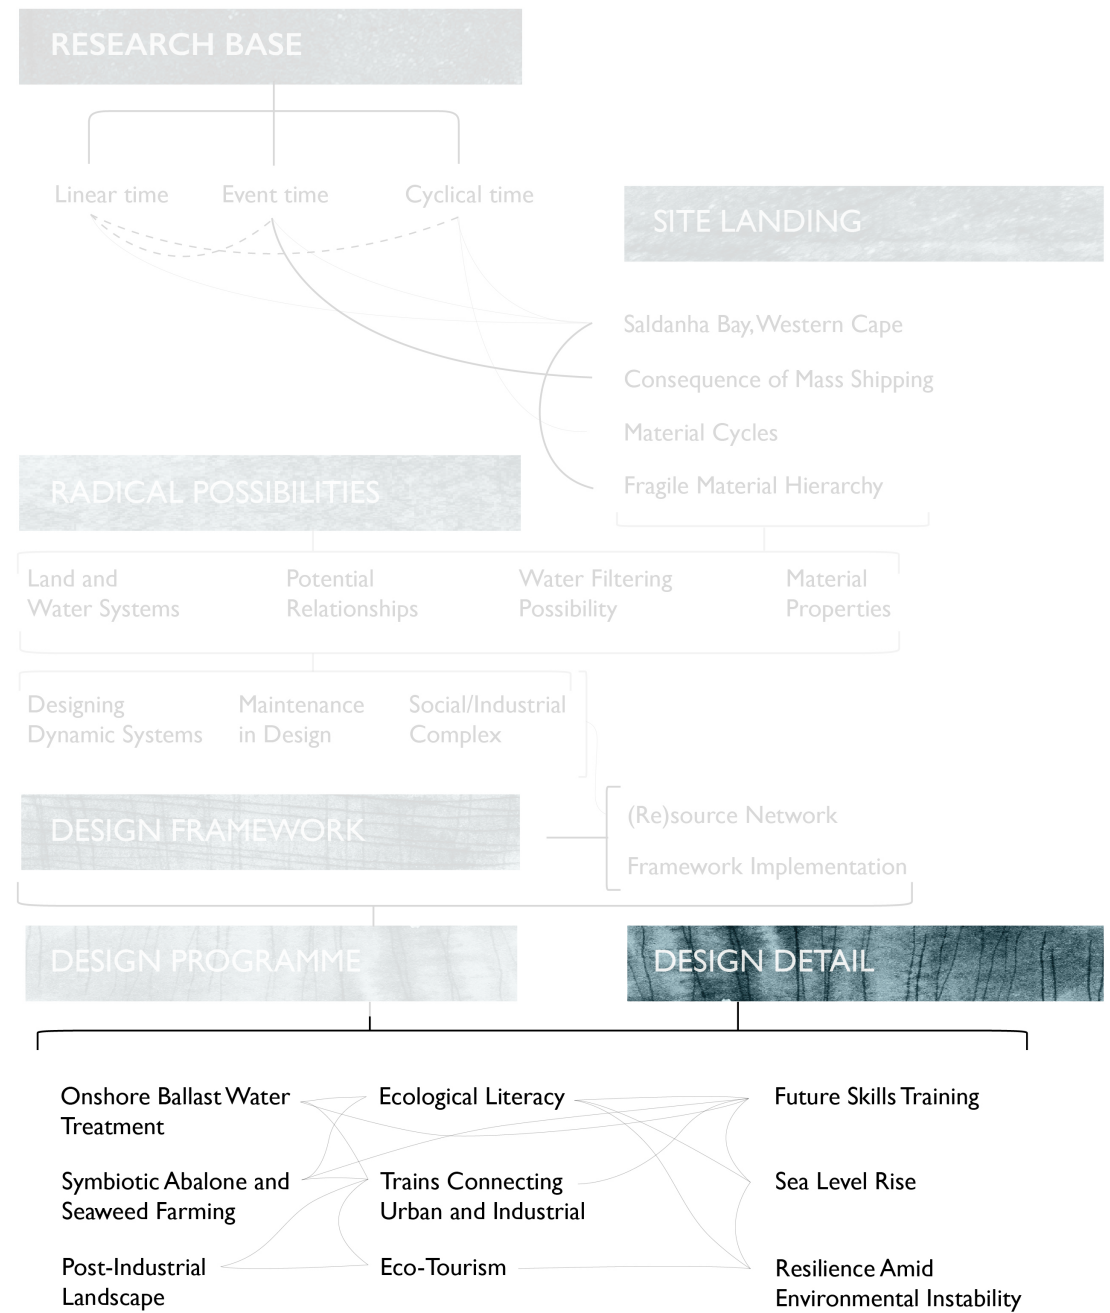 RESEARCH BASE
Linear time
Event time
Cyclical time
SITE LANDING
Saldanha Bay, Western Cape
Consequence of Mass Shipping
Material Cycles
Fragile Material Hierarchy
RADICAL POSSIBILITIES
Land and
Water Systems
Potential
Relationships
Water Filtering
Possibility
Material
Properties
Designing
Dynamic Systems
Maintenance
in Design
Social/Industrial
Complex
DESIGN FRAMEWORK
(Re)source Network
Framework Implementation
DESIGN PROGRAMME
DESIGN DETAIL
Onshore Ballast Water
Treatment
Ecological Literacy
Future Skills Training
Symbiotic Abalone and
Seaweed Farming
Trains Connecting
Urban and Industrial
Sea Level Rise
Post-Industrial
Landscape
Eco-Tourism
Resilience Amid
Environmental Instability